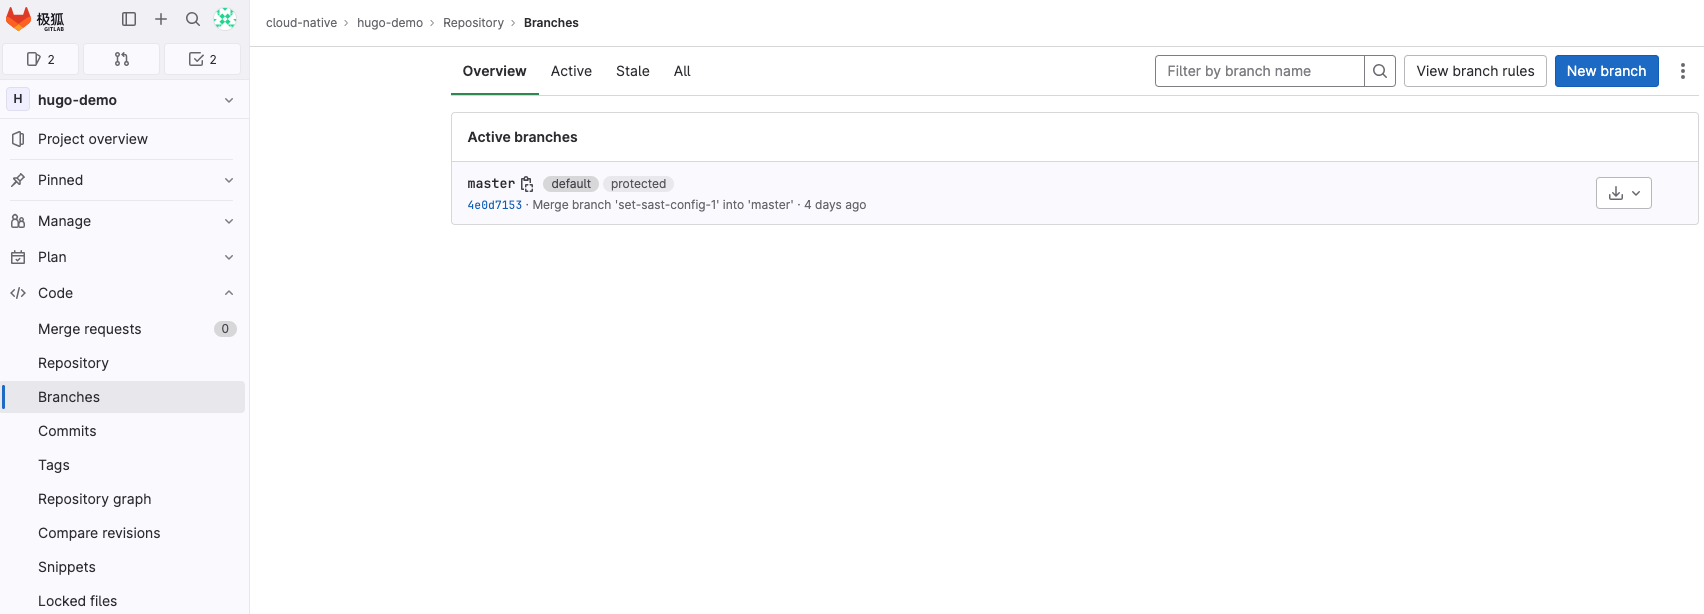 极狐
GITLAB
2
2
H hugo-demo
Project overview
Pinned
Manage
Plan
Code
Merge requests 0
Repository
Branches
Commits
Tags
Repository graph
Compare revisions
Snippets
Locked files
cloud-native › hugo-demo › Repository › Branches
Overview Active Stale All Filter by branch name View branch rules New branch
Active branches
master default protected
4e0d7153 · Merge branch 'set-sast-config-1' into 'master' · 4 days ago